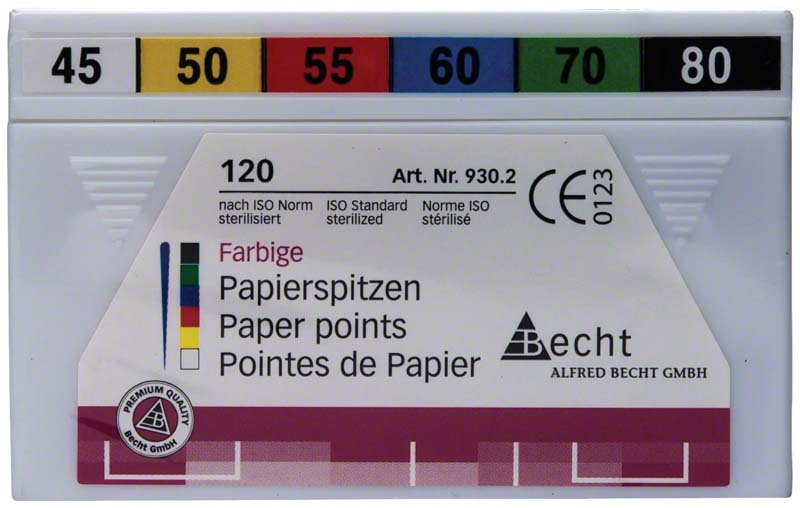 45 50 55 60 70 80
120 Art. Nr. 930.2
nach ISO Norm ISO Standard Norme ISO
sterilisiert sterilized stérilisé
CE 0123
Farbige
Papierspitzen
Paper points
Pointes de Papier
Becht
ALFRED BECHT GMBH
PREMIUM QUALITY
B
Becht GmbH